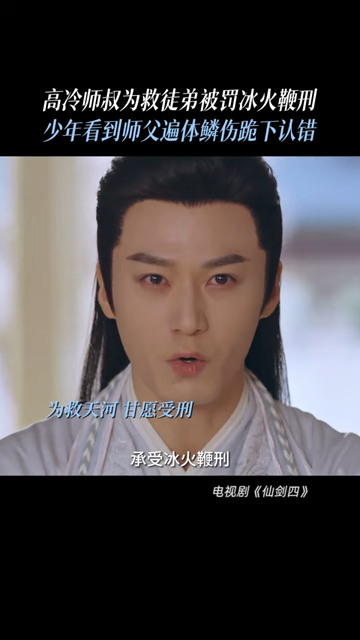 高冷师叔为救徒弟被罚冰火鞭刑
少年看到师父遍体鳞伤跪下认错
为救天河 甘愿受刑
承受冰火鞭刑
电视剧《仙剑四》